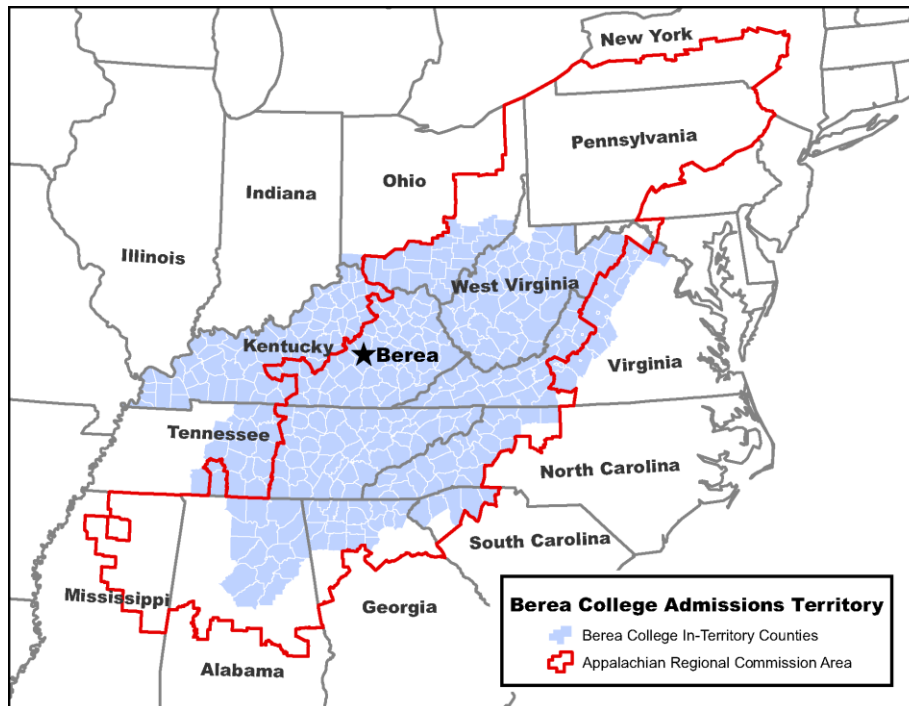 New York
Pennsylvania
Ohio
Indiana
Illinois
West Virginia
Kentucky
Berea
Virginia
Tennessee
North Carolina
South Carolina
Mississippi
Georgia
Alabama
Berea College Admissions Territory
Berea College In-Territory Counties
Appalachian Regional Commission Area